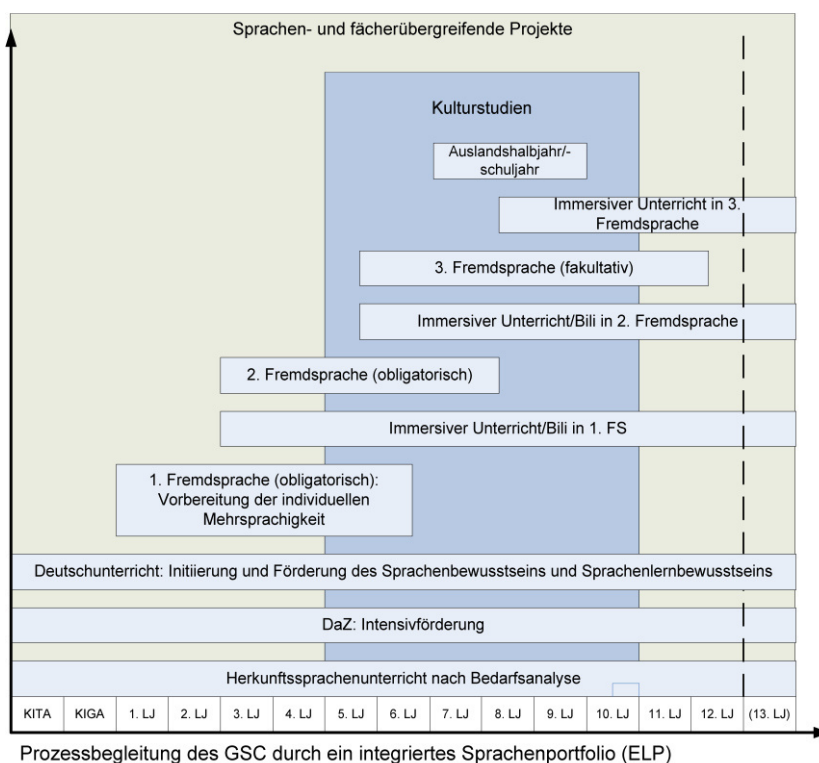 Sprachen- und fächerübergreifende Projekte
Kulturstudien
Auslandshalbjahr/-
schuljahr
Immersiver Unterricht in 3.
Fremdsprache
3. Fremdsprache (fakultativ)
Immersiver Unterricht/Bili in 2. Fremdsprache
2. Fremdsprache (obligatorisch)
Immersiver Unterricht/Bili in 1. FS
1. Fremdsprache (obligatorisch):
Vorbereitung der individuellen
Mehrsprachigkeit
Deutschunterricht: Initiierung und Förderung des Sprachenbewusstseins und Sprachenlernbewusstseins
DaZ: Intensivförderung
Herkunftssprachenunterricht nach Bedarfsanalyse
KITA KIGA 1. LJ 2. LJ 3. LJ 4. LJ 5. LJ 6. LJ 7. LJ 8. LJ 9. LJ 10. LJ 11. LJ 12. LJ (13. LJ)
Prozessbegleitung des GSC durch ein integriertes Sprachenportfolio (ELP)